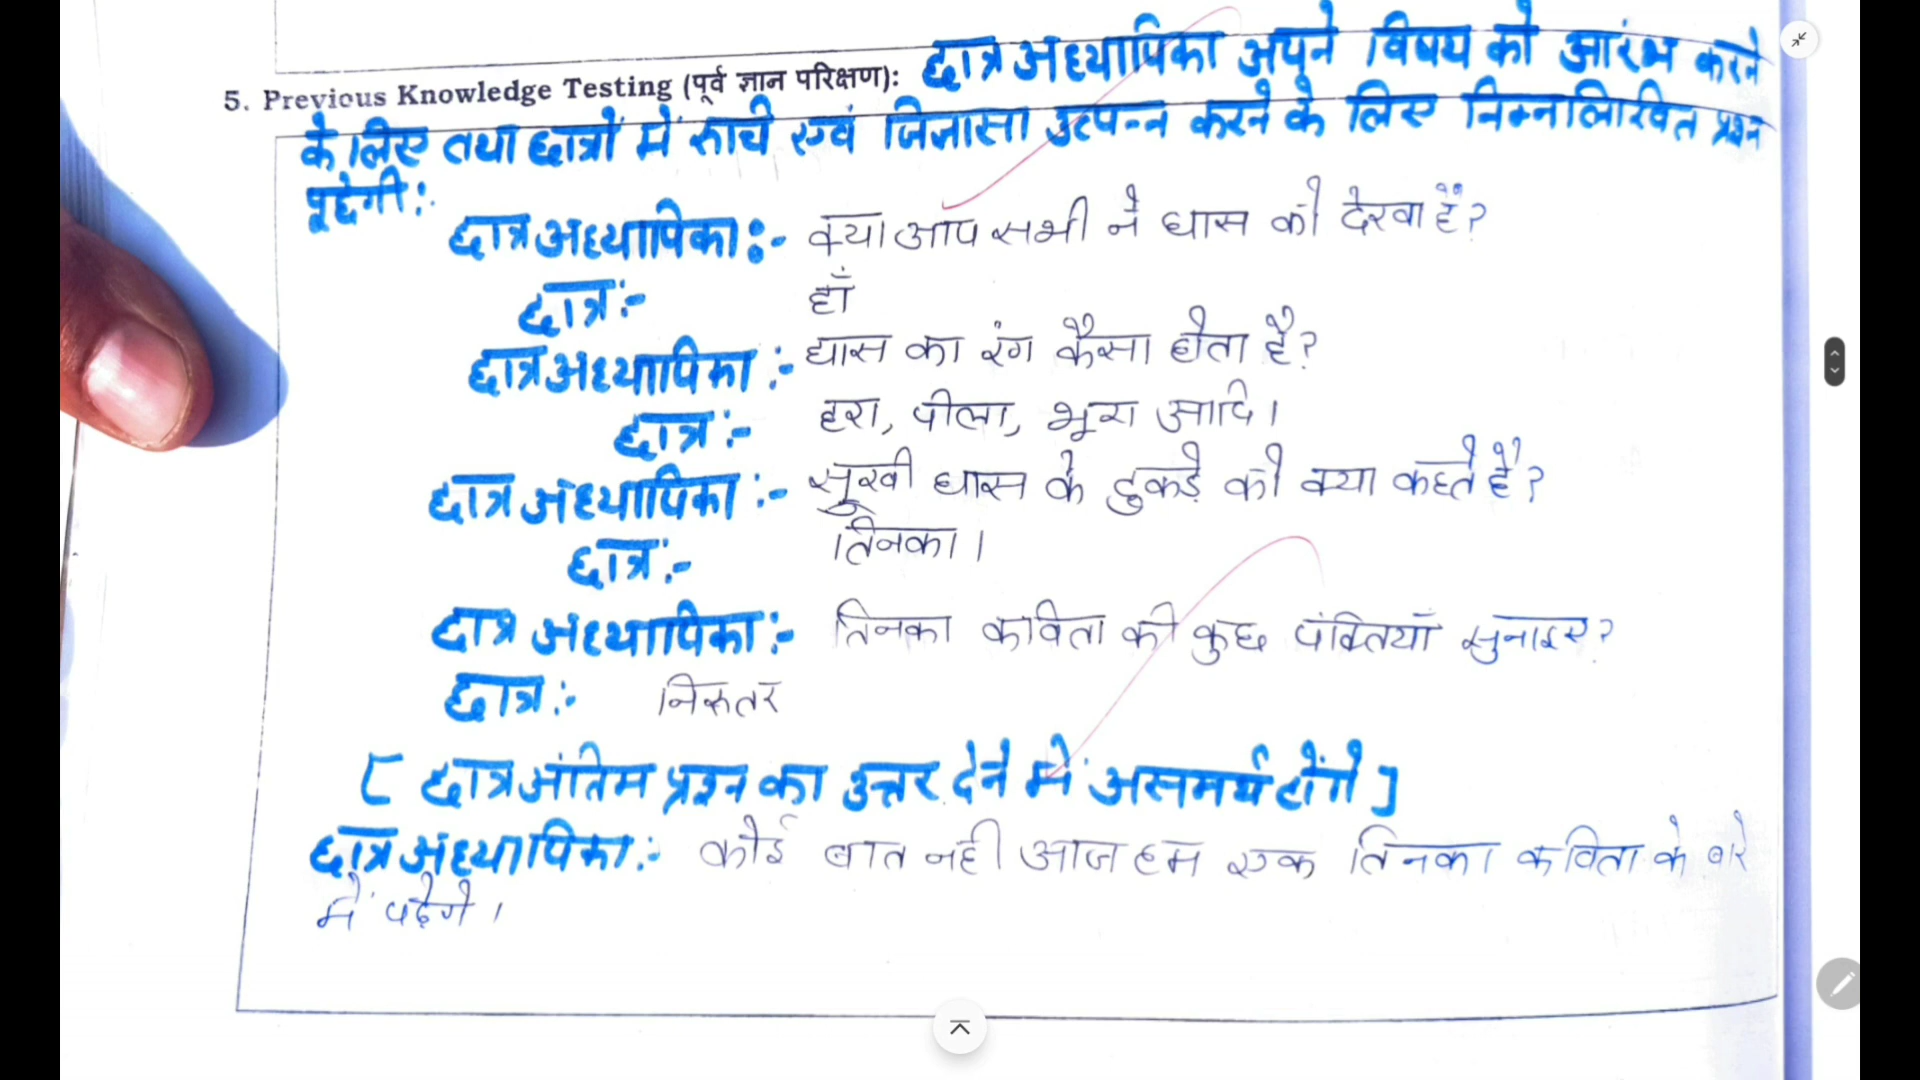 5. Previous Knowledge Testing (पूर्व ज्ञान परिक्षण): छात्र अध्यापिका अपने विषय को आरंभ करने
के लिए तथा छात्रों में रूचि एवं जिज्ञासा उत्पन्न करने के लिए निम्नलिखित प्रश्न
पूछेगी:
छात्र अध्यापिका:- क्या आप सभी ने घास को देखा हैं?
छात्र:- हाँ
छात्र अध्यापिका:- घास का रंग कैसा होता है?
छात्र:- हरा, पीला, भूरा आदि।
छात्र अध्यापिका:- सूखी घास के टुकड़े को क्या कहते है?
छात्र:- तिनका।
छात्र अध्यापिका:- तिनका कविता की कुछ पंक्तियाँ सुनाइए?
छात्र:- निरूतर
[ छात्र अंतिम प्रश्न का उत्तर देने में असमर्थ होंगे ]
छात्र अध्यापिका:- कोई बात नही आज हम एक तिनका कविता के बारे
में पढ़ेगे।